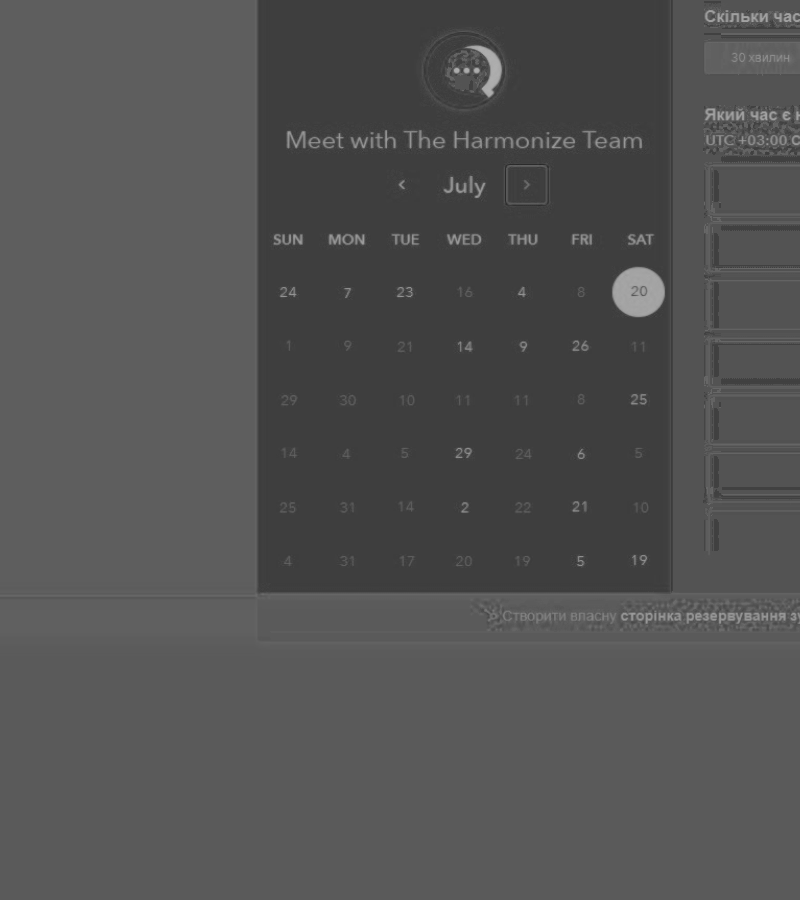 Скільки час
30 хвилин
Meet with The Harmonize Team
July
SUN MON TUE WED THU FRI SAT
24 7 23 16 4 8 20
1 9 21 14 9 26 11
29 30 10 11 11 8 25
14 4 5 29 24 6 5
25 31 14 2 22 21 10
4 31 17 20 19 5 19
Який час є н
UTC +03:00 С
Створити власну сторінка резервування зу